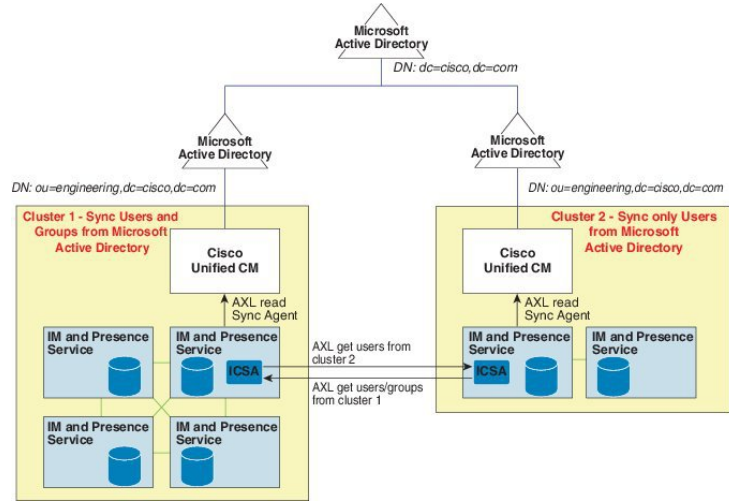 Microsoft
Active Directory
DN: dc=cisco,dc=com
Microsoft
Active Directory
Microsoft
Active Directory
DN: ou=engineering,dc=cisco,dc=com
DN: ou=engineering,dc=cisco,dc=com
Cluster 1 - Sync Users and
Groups from Microsoft
Active Directory
Cisco
Unified CM
AXL read
Sync Agent
IM and Presence
Service
IM and Presence
Service
ICSA
IM and Presence
Service
IM and Presence
Service
AXL get users from
cluster 2
AXL get users/groups
from cluster 1
Cluster 2 - Sync only Users
from Microsoft
Active Directory
Cisco
Unified CM
AXL read
Sync Agent
IM and Presence
Service
ICSA
IM and Presence
Service